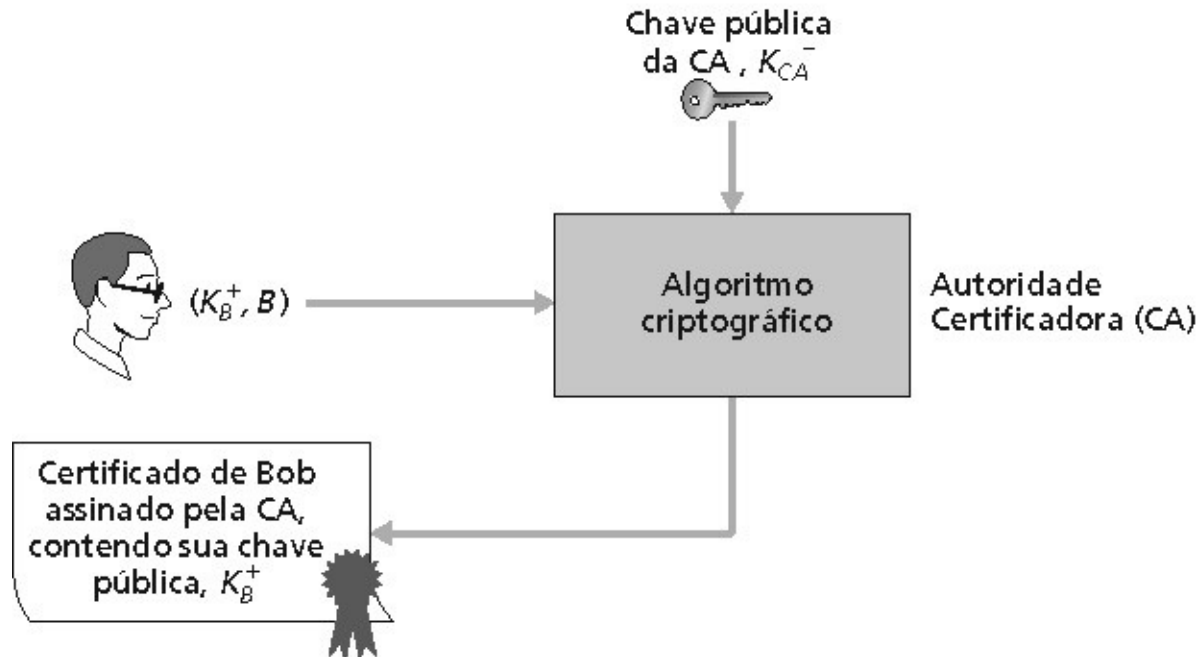 Chave pública
da CA , K_CA^-
(K_B^+, B)
Algoritmo
criptográfico
Autoridade
Certificadora (CA)
Certificado de Bob
assinado pela CA,
contendo sua chave
pública, K_B^+